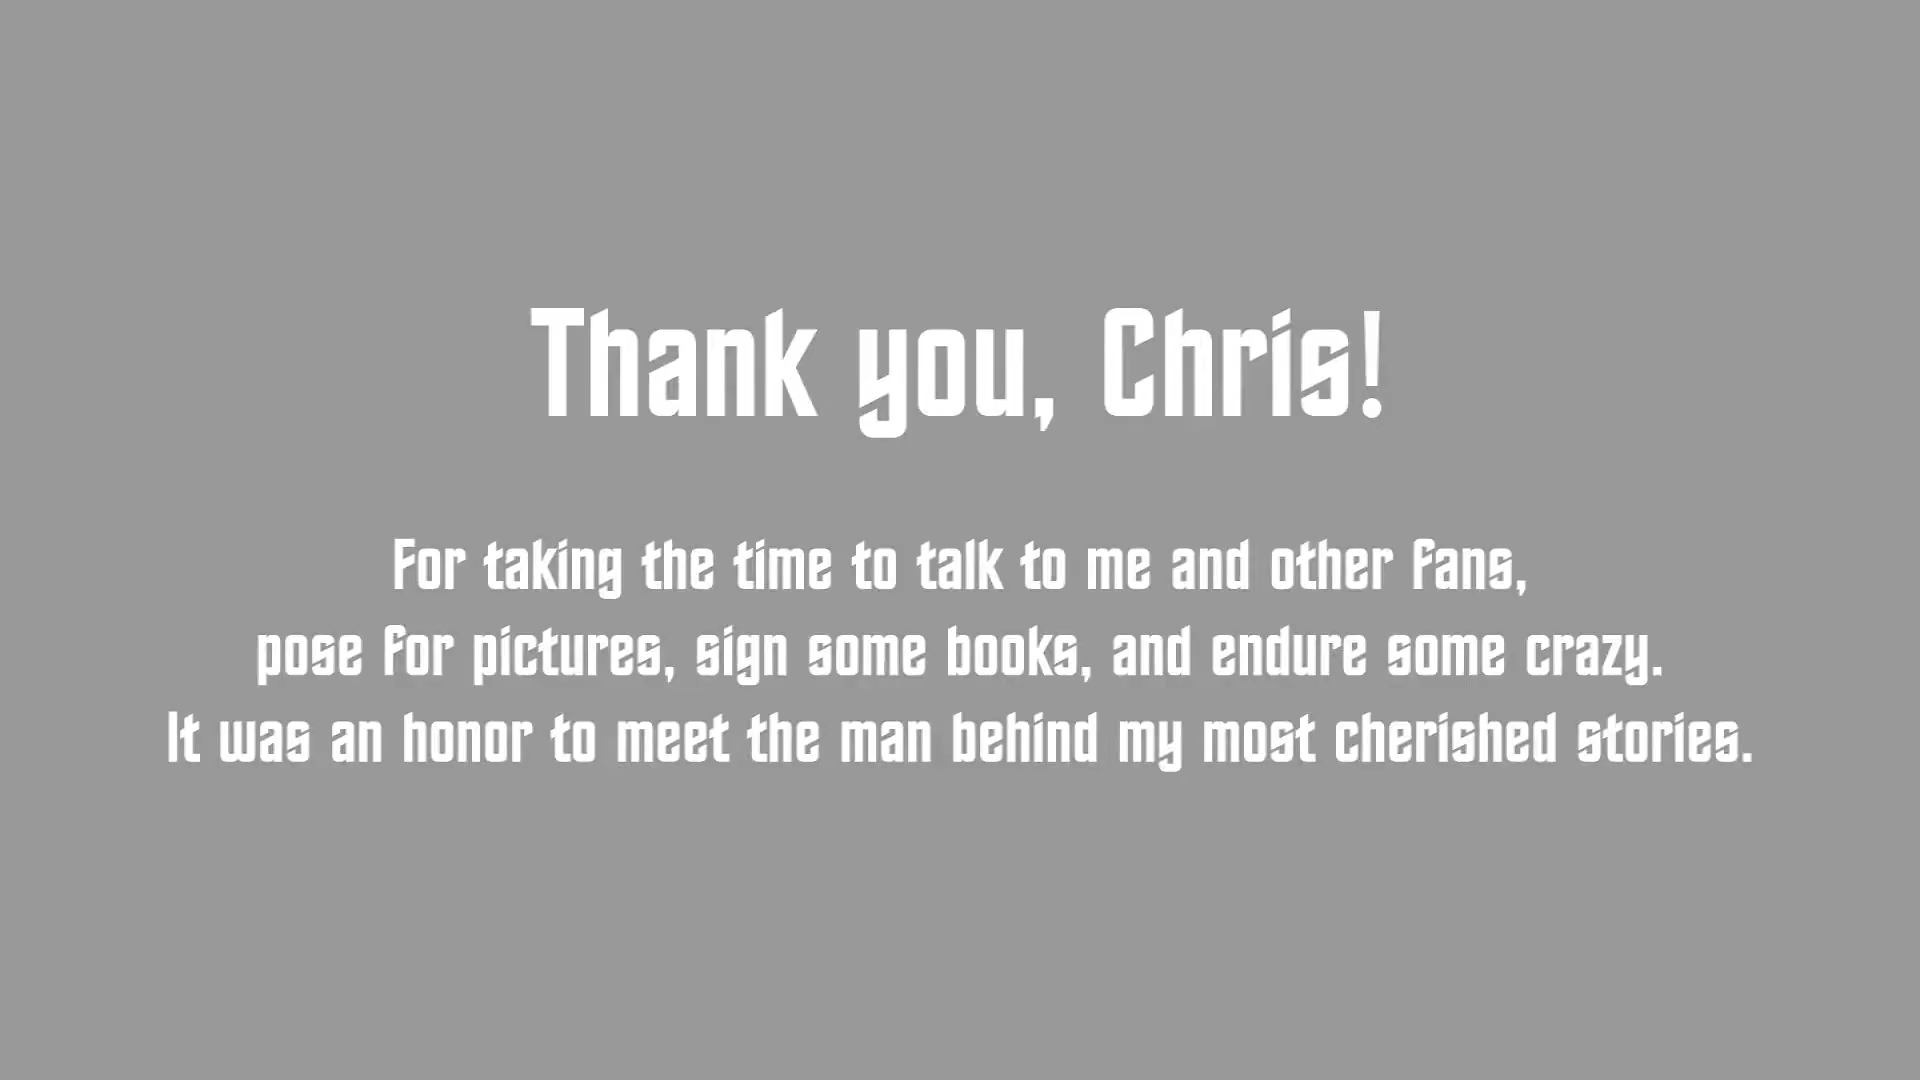 Thank you, Chris!
For taking the time to talk to me and other fans,
pose for pictures, sign some books, and endure some crazy.
It was an honor to meet the man behind my most cherished stories.